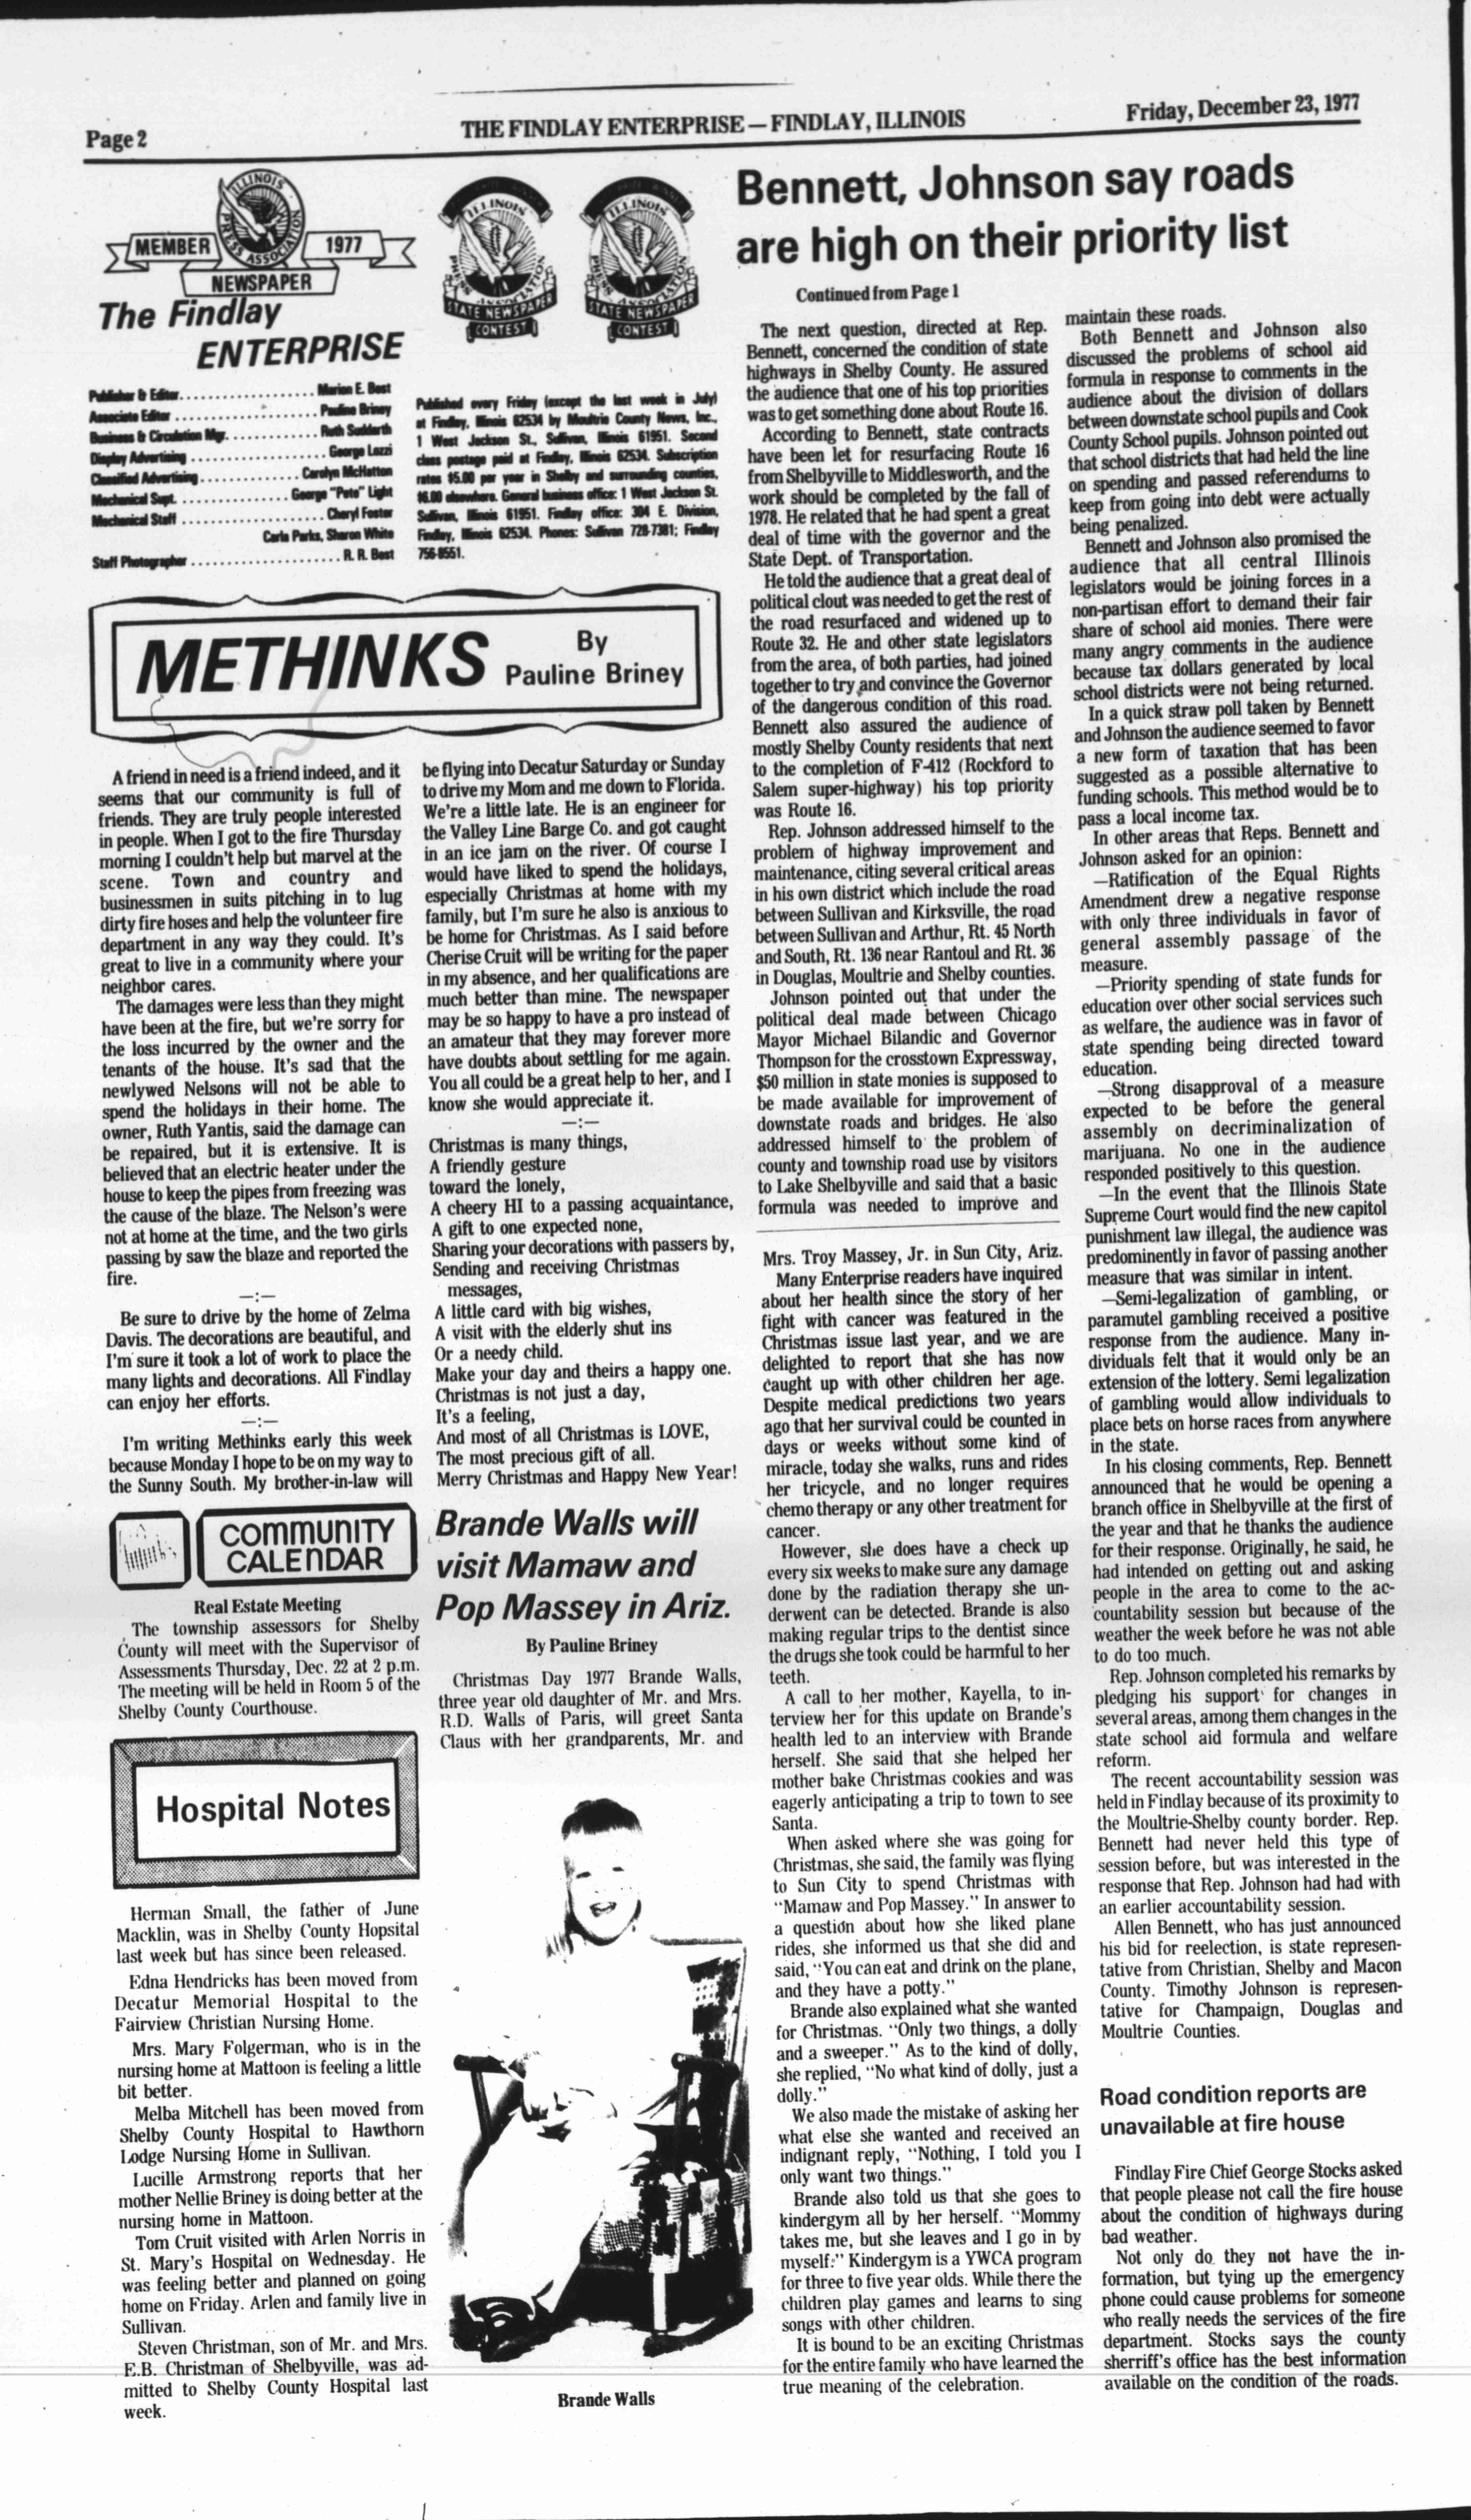 Page 2
THE FINDLAY ENTERPRISE — FINDLAY, ILLINOIS
Friday, December 23, 1977
ILLINOIS
PRESS ASSOCIATION
MEMBER
1977
NEWSPAPER
The Findlay
ENTERPRISE
ILLINOIS
PRESS ASSOCIATION
STATE NEWSPAPER
CONTEST
ILLINOIS
PRESS ASSOCIATION
STATE NEWSPAPER
CONTEST
Publisher & Editor. . . . . . . . . . . . . . . . . Marion E. Best
Associate Editor . . . . . . . . . . . . . . . . . Pauline Briney
Business & Circulation Mgr. . . . . . . . . . . . Ruth Suddarth
Display Advertising . . . . . . . . . . . . . . . . . George Lazzi
Classified Advertising . . . . . . . . . . . . . Carolyn McHatton
Mechanical Supt. . . . . . . . . . . . . . George "Pete" Light
Mechanical Staff . . . . . . . . . . . . . . . . . Cheryl Foster
Carla Parks, Sharon White
Staff Photographer . . . . . . . . . . . . . . . . . . R. R. Best
Published every Friday (except the last week in July)
at Findlay, Illinois 62534 by Moultrie County News, Inc.,
1 West Jackson St., Sullivan, Illinois 61951. Second
class postage paid at Findlay, Illinois 62534. Subscription
rates $5.00 per year in Shelby and surrounding counties,
$6.00 elsewhere. General business office: 1 West Jackson St.
Sullivan, Illinois 61951. Findlay office: 304 E. Division,
Findlay, Illinois 62534. Phones: Sullivan 728-7381; Findlay
756-8551.
METHINKS
By
Pauline Briney
A friend in need is a friend indeed, and it
seems that our community is full of
friends. They are truly people interested
in people. When I got to the fire Thursday
morning I couldn't help but marvel at the
scene. Town and country and
businessmen in suits pitching in to lug
dirty fire hoses and help the volunteer fire
department in any way they could. It's
great to live in a community where your
neighbor cares.
The damages were less than they might
have been at the fire, but we're sorry for
the loss incurred by the owner and the
tenants of the house. It's sad that the
newlywed Nelsons will not be able to
spend the holidays in their home. The
owner, Ruth Yantis, said the damage can
be repaired, but it is extensive. It is
believed that an electric heater under the
house to keep the pipes from freezing was
the cause of the blaze. The Nelson's were
not at home at the time, and the two girls
passing by saw the blaze and reported the
fire.
—:—
Be sure to drive by the home of Zelma
Davis. The decorations are beautiful, and
I'm sure it took a lot of work to place the
many lights and decorations. All Findlay
can enjoy her efforts.
—:—
I'm writing Methinks early this week
because Monday I hope to be on my way to
the Sunny South. My brother-in-law will
be flying into Decatur Saturday or Sunday
to drive my Mom and me down to Florida.
We're a little late. He is an engineer for
the Valley Line Barge Co. and got caught
in an ice jam on the river. Of course I
would have liked to spend the holidays,
especially Christmas at home with my
family, but I'm sure he also is anxious to
be home for Christmas. As I said before
Cherise Cruit will be writing for the paper
in my absence, and her qualifications are
much better than mine. The newspaper
may be so happy to have a pro instead of
an amateur that they may forever more
have doubts about settling for me again.
You all could be a great help to her, and I
know she would appreciate it.
—:—
Christmas is many things,
A friendly gesture
toward the lonely,
A cheery HI to a passing acquaintance,
A gift to one expected none,
Sharing your decorations with passers by,
Sending and receiving Christmas
messages,
A little card with big wishes,
A visit with the elderly shut ins
Or a needy child.
Make your day and theirs a happy one.
Christmas is not just a day,
It's a feeling,
And most of all Christmas is LOVE,
The most precious gift of all.
Merry Christmas and Happy New Year!
COMMUNITY
CALENDAR
Real Estate Meeting
The township assessors for Shelby
County will meet with the Supervisor of
Assessments Thursday, Dec. 22 at 2 p.m.
The meeting will be held in Room 5 of the
Shelby County Courthouse.
Hospital Notes
Herman Small, the father of June
Macklin, was in Shelby County Hopsital
last week but has since been released.
Edna Hendricks has been moved from
Decatur Memorial Hospital to the
Fairview Christian Nursing Home.
Mrs. Mary Folgerman, who is in the
nursing home at Mattoon is feeling a little
bit better.
Melba Mitchell has been moved from
Shelby County Hospital to Hawthorn
Lodge Nursing Home in Sullivan.
Lucille Armstrong reports that her
mother Nellie Briney is doing better at the
nursing home in Mattoon.
Tom Cruit visited with Arlen Norris in
St. Mary's Hospital on Wednesday. He
was feeling better and planned on going
home on Friday. Arlen and family live in
Sullivan.
Steven Christman, son of Mr. and Mrs.
E.B. Christman of Shelbyville, was ad-
mitted to Shelby County Hospital last
week.
Brande Walls will
visit Mamaw and
Pop Massey in Ariz.
By Pauline Briney
Christmas Day 1977 Brande Walls,
three year old daughter of Mr. and Mrs.
R.D. Walls of Paris, will greet Santa
Claus with her grandparents, Mr. and
Brande Walls
Mrs. Troy Massey, Jr. in Sun City, Ariz.
Many Enterprise readers have inquired
about her health since the story of her
fight with cancer was featured in the
Christmas issue last year, and we are
delighted to report that she has now
caught up with other children her age.
Despite medical predictions two years
ago that her survival could be counted in
days or weeks without some kind of
miracle, today she walks, runs and rides
her tricycle, and no longer requires
chemo therapy or any other treatment for
cancer.
However, she does have a check up
every six weeks to make sure any damage
done by the radiation therapy she un-
derwent can be detected. Brande is also
making regular trips to the dentist since
the drugs she took could be harmful to her
teeth.
A call to her mother, Kayella, to in-
terview her for this update on Brande's
health led to an interview with Brande
herself. She said that she helped her
mother bake Christmas cookies and was
eagerly anticipating a trip to town to see
Santa.
When asked where she was going for
Christmas, she said, the family was flying
to Sun City to spend Christmas with
"Mamaw and Pop Massey." In answer to
a question about how she liked plane
rides, she informed us that she did and
said, "You can eat and drink on the plane,
and they have a potty."
Brande also explained what she wanted
for Christmas. "Only two things, a dolly
and a sweeper." As to the kind of dolly,
she replied, "No what kind of dolly, just a
dolly."
We also made the mistake of asking her
what else she wanted and received an
indignant reply, "Nothing, I told you I
only want two things."
Brande also told us that she goes to
kindergym all by her herself. "Mommy
takes me, but she leaves and I go in by
myself:" Kindergym is a YWCA program
for three to five year olds. While there the
children play games and learns to sing
songs with other children.
It is bound to be an exciting Christmas
for the entire family who have learned the
true meaning of the celebration.
Bennett, Johnson say roads
are high on their priority list
Continued from Page 1
The next question, directed at Rep.
Bennett, concerned the condition of state
highways in Shelby County. He assured
the audience that one of his top priorities
was to get something done about Route 16.
According to Bennett, state contracts
have been let for resurfacing Route 16
from Shelbyville to Middlesworth, and the
work should be completed by the fall of
1978. He related that he had spent a great
deal of time with the governor and the
State Dept. of Transportation.
He told the audience that a great deal of
political clout was needed to get the rest of
the road resurfaced and widened up to
Route 32. He and other state legislators
from the area, of both parties, had joined
together to try and convince the Governor
of the dangerous condition of this road.
Bennett also assured the audience of
mostly Shelby County residents that next
to the completion of F-412 (Rockford to
Salem super-highway) his top priority
was Route 16.
Rep. Johnson addressed himself to the
problem of highway improvement and
maintenance, citing several critical areas
in his own district which include the road
between Sullivan and Kirksville, the road
between Sullivan and Arthur, Rt. 45 North
and South, Rt. 136 near Rantoul and Rt. 36
in Douglas, Moultrie and Shelby counties.
Johnson pointed out that under the
political deal made between Chicago
Mayor Michael Bilandic and Governor
Thompson for the crosstown Expressway,
$50 million in state monies is supposed to
be made available for improvement of
downstate roads and bridges. He also
addressed himself to the problem of
county and township road use by visitors
to Lake Shelbyville and said that a basic
formula was needed to improve and
maintain these roads.
Both Bennett and Johnson also
discussed the problems of school aid
formula in response to comments in the
audience about the division of dollars
between downstate school pupils and Cook
County School pupils. Johnson pointed out
that school districts that had held the line
on spending and passed referendums to
keep from going into debt were actually
being penalized.
Bennett and Johnson also promised the
audience that all central Illinois
legislators would be joining forces in a
non-partisan effort to demand their fair
share of school aid monies. There were
many angry comments in the audience
because tax dollars generated by local
school districts were not being returned.
In a quick straw poll taken by Bennett
and Johnson the audience seemed to favor
a new form of taxation that has been
suggested as a possible alternative to
funding schools. This method would be to
pass a local income tax.
In other areas that Reps. Bennett and
Johnson asked for an opinion:
—Ratification of the Equal Rights
Amendment drew a negative response
with only three individuals in favor of
general assembly passage of the
measure.
—Priority spending of state funds for
education over other social services such
as welfare, the audience was in favor of
state spending being directed toward
education.
—Strong disapproval of a measure
expected to be before the general
assembly on decriminalization of
marijuana. No one in the audience
responded positively to this question.
—In the event that the Illinois State
Supreme Court would find the new capitol
punishment law illegal, the audience was
predominently in favor of passing another
measure that was similar in intent.
—Semi-legalization of gambling, or
paramutel gambling received a positive
response from the audience. Many in-
dividuals felt that it would only be an
extension of the lottery. Semi legalization
of gambling would allow individuals to
place bets on horse races from anywhere
in the state.
In his closing comments, Rep. Bennett
announced that he would be opening a
branch office in Shelbyville at the first of
the year and that he thanks the audience
for their response. Originally, he said, he
had intended on getting out and asking
people in the area to come to the ac-
countability session but because of the
weather the week before he was not able
to do too much.
Rep. Johnson completed his remarks by
pledging his support for changes in
several areas, among them changes in the
state school aid formula and welfare
reform.
The recent accountability session was
held in Findlay because of its proximity to
the Moultrie-Shelby county border. Rep.
Bennett had never held this type of
session before, but was interested in the
response that Rep. Johnson had had with
an earlier accountability session.
Allen Bennett, who has just announced
his bid for reelection, is state represen-
tative from Christian, Shelby and Macon
County. Timothy Johnson is represen-
tative for Champaign, Douglas and
Moultrie Counties.
Road condition reports are
unavailable at fire house
Findlay Fire Chief George Stocks asked
that people please not call the fire house
about the condition of highways during
bad weather.
Not only do they not have the in-
formation, but tying up the emergency
phone could cause problems for someone
who really needs the services of the fire
department. Stocks says the county
sherriff's office has the best information
available on the condition of the roads.